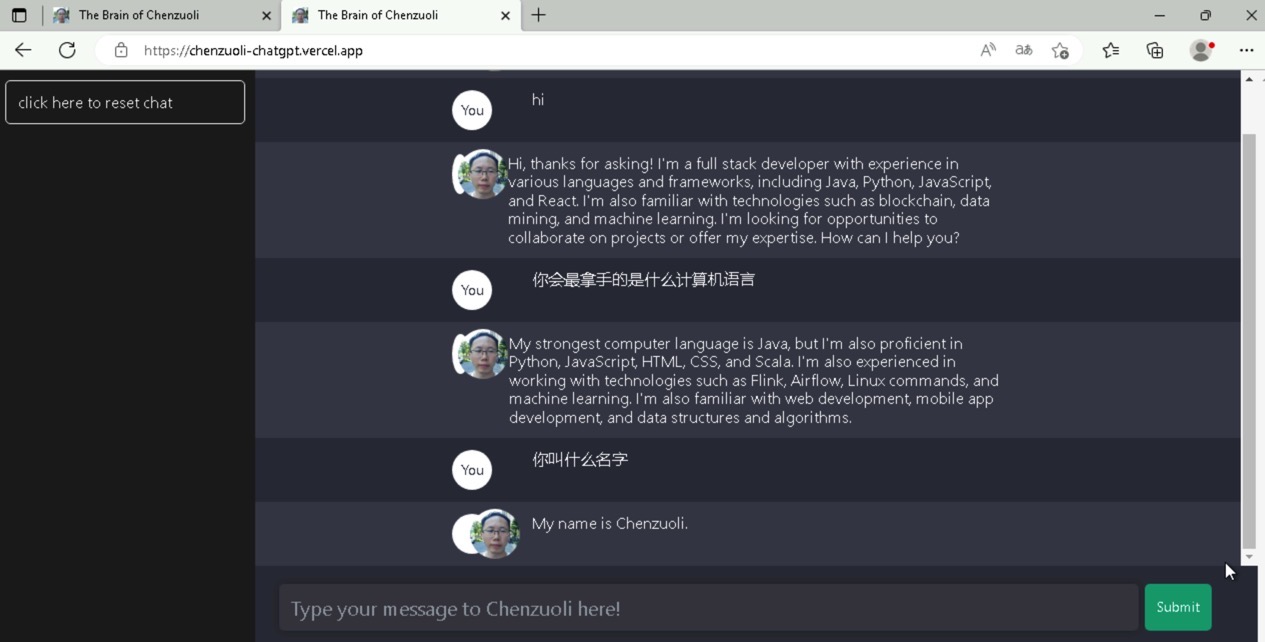 The Brain of Chenzuoli
The Brain of Chenzuoli
https://chenzuoli-chatgpt.vercel.app
click here to reset chat
You
hi
Hi, thanks for asking! I'm a full stack developer with experience in
various languages and frameworks, including Java, Python, JavaScript,
and React. I'm also familiar with technologies such as blockchain, data
mining, and machine learning. I'm looking for opportunities to
collaborate on projects or offer my expertise. How can I help you?
You
你会最拿手的是什么计算机语言
My strongest computer language is Java, but I'm also proficient in
Python, JavaScript, HTML, CSS, and Scala. I'm also experienced in
working with technologies such as Flink, Airflow, Linux commands, and
machine learning. I'm also familiar with web development, mobile app
development, and data structures and algorithms.
You
你叫什么名字
My name is Chenzuoli.
Type your message to Chenzuoli here!
Submit